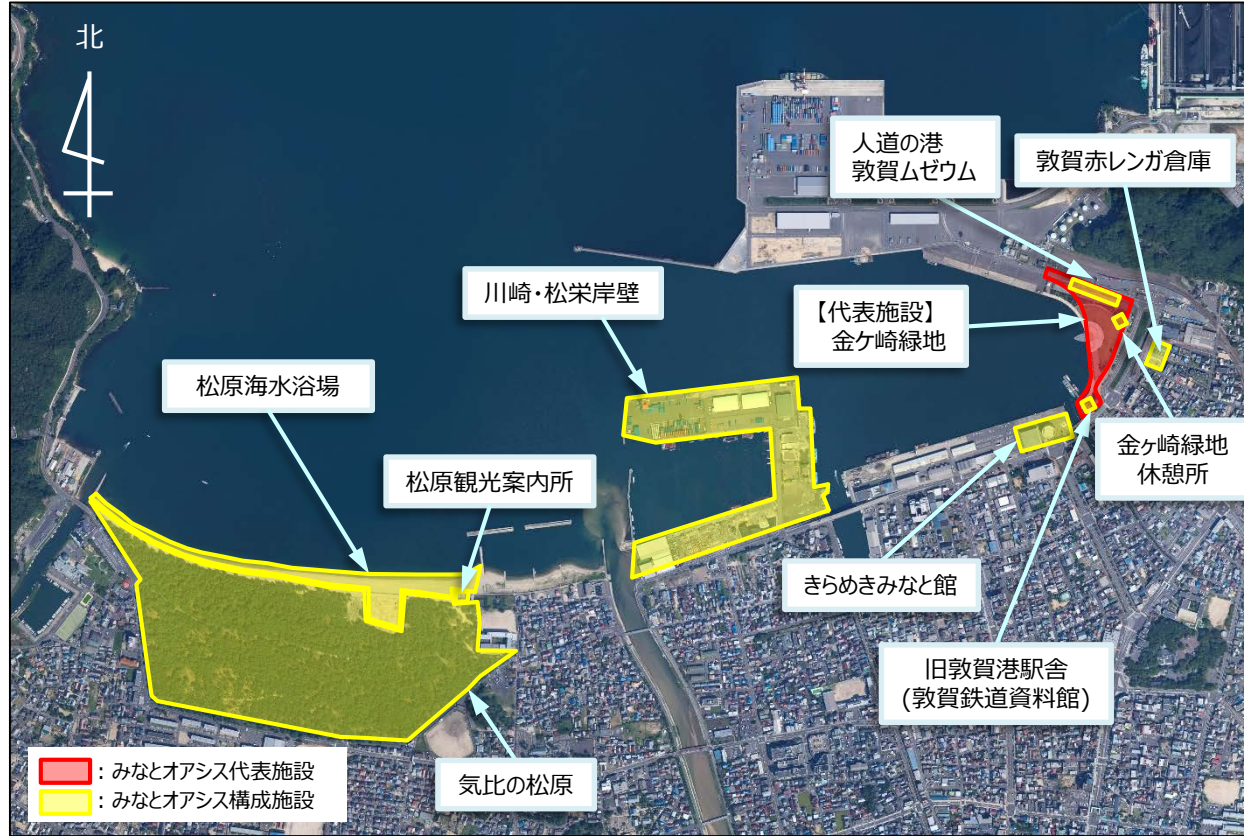 北
人道の港
敦賀ムゼウム
敦賀赤レンガ倉庫
川崎・松栄岸壁
【代表施設】
金ケ崎緑地
松原海水浴場
松原観光案内所
金ヶ崎緑地
休憩所
きらめきみなと館
旧敦賀港駅舎
(敦賀鉄道資料館)
気比の松原
：みなとオアシス代表施設
：みなとオアシス構成施設